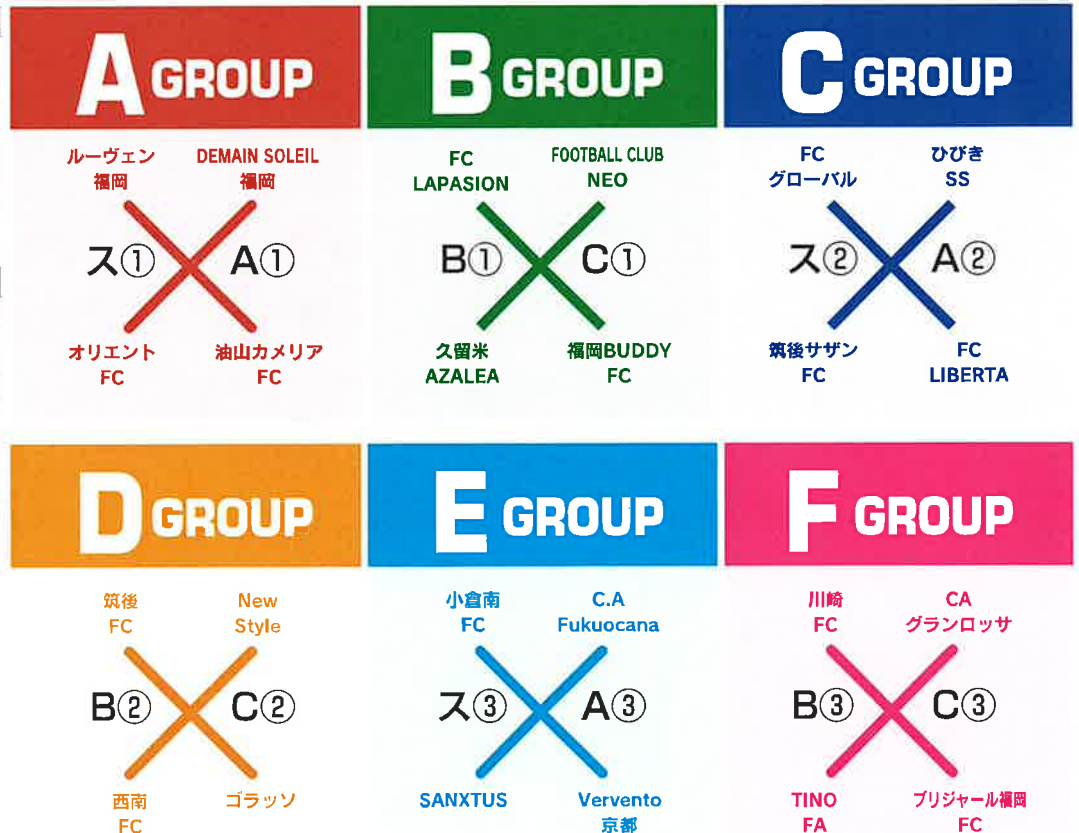 A GROUP
ルーヴェン
福岡
DEMAIN SOLEIL
福岡
ス①
A①
オリエント
FC
油山カメリア
FC
B GROUP
FC
LAPASION
FOOTBALL CLUB
NEO
B①
C①
久留米
AZALEA
福岡BUDDY
FC
C GROUP
FC
グローバル
ひびき
SS
ス②
A②
筑後サザン
FC
FC
LIBERTA
D GROUP
筑後
FC
New
Style
B②
C②
西南
FC
ゴラッソ
E GROUP
小倉南
FC
C.A
Fukuocana
ス③
A③
SANXTUS
Vervento
京都
F GROUP
川崎
FC
CA
グランロッサ
B③
C③
TINO
FA
ブリジャール福岡
FC